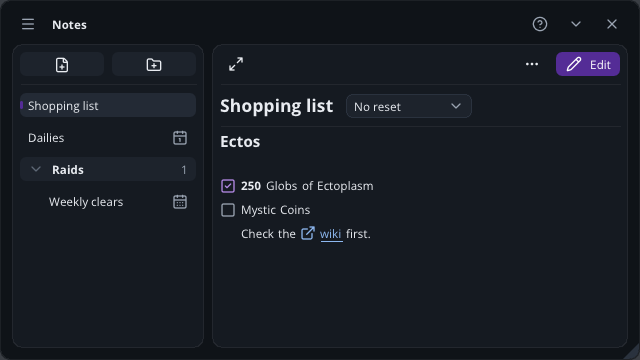 Notes
Shopping list
Dailies
Raids 1
Weekly clears
Edit
Shopping list No reset
Ectos
250 Globs of Ectoplasm
Mystic Coins
Check the wiki first.